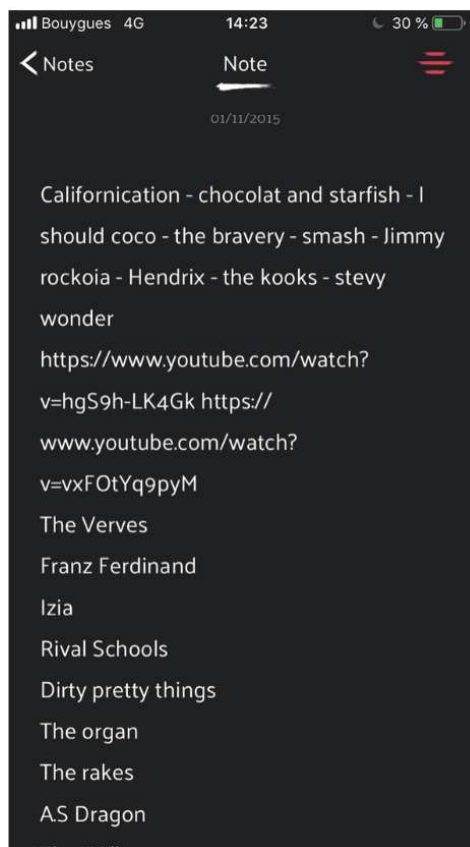 Bouygues 4G 14:23 30 %
Notes Note
01/11/2015
Californication - chocolat and starfish - I
should coco - the bravery - smash - Jimmy
rockoia - Hendrix - the kooks - stevy
wonder
https://www.youtube.com/watch?
v=hgS9h-LK4Gk https://
www.youtube.com/watch?
v=vxFOtYq9pyM
The Verves
Franz Ferdinand
Izia
Rival Schools
Dirty pretty things
The organ
The rakes
A.S Dragon